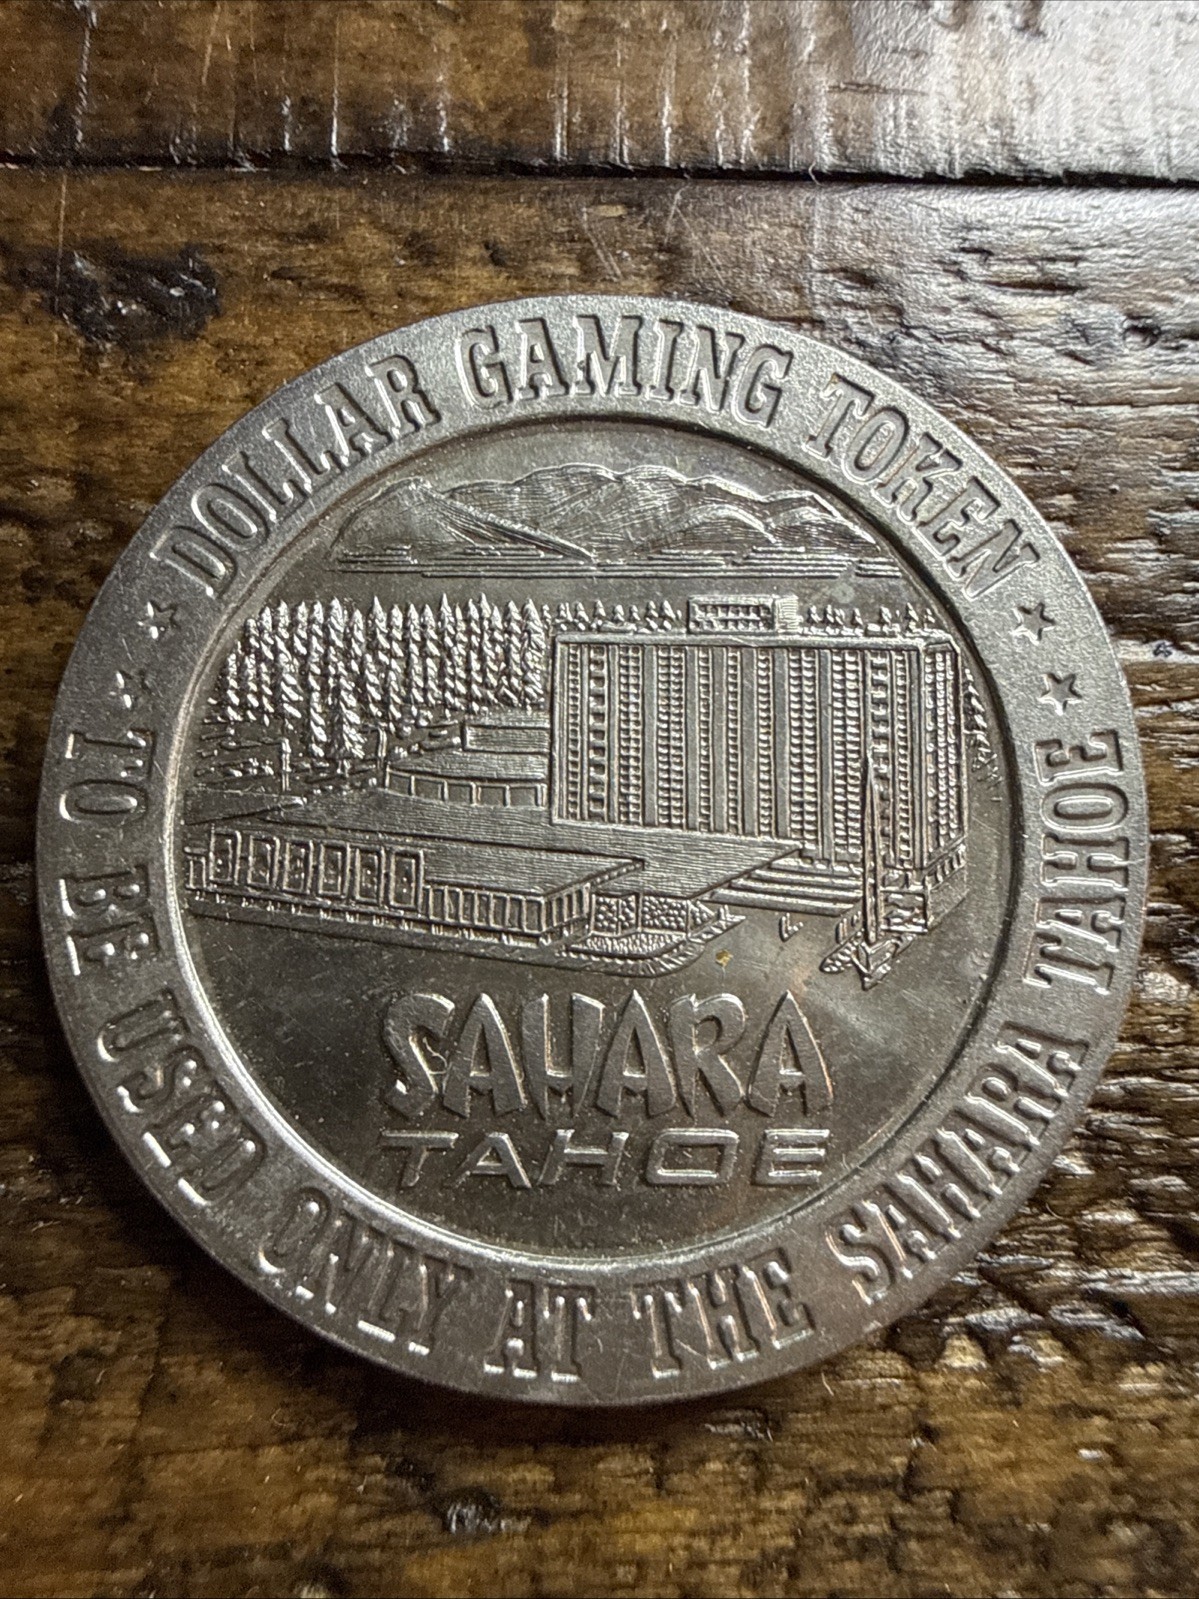 DOLLAR GAMING TOKEN
SAHARA
TAHOE
TO BE USED ONLY AT THE SAHARA TAHOE